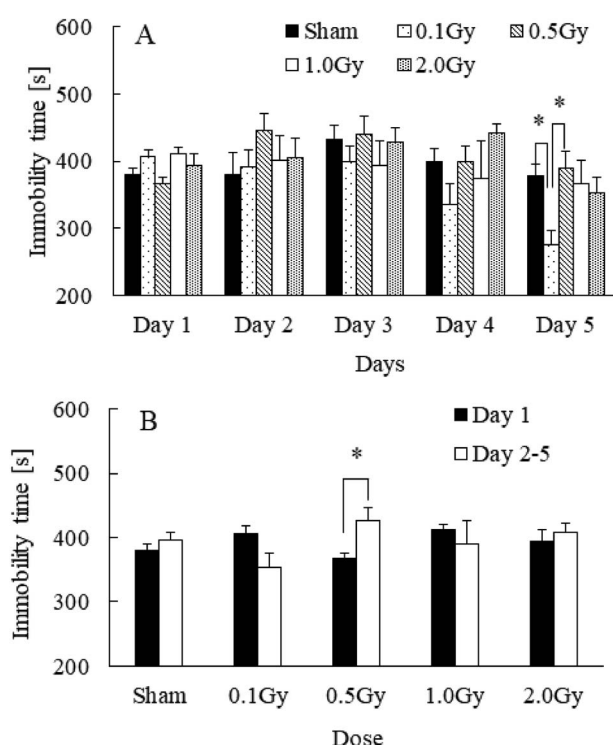 A
Sham 0.1Gy 0.5Gy
1.0Gy 2.0Gy
600
500
400
300
200
Immobility time [s]
* *
Day 1 Day 2 Day 3 Day 4 Day 5
Days
B
Day 1
Day 2-5
600
500
400
300
200
Immobility time [s]
*
Sham 0.1Gy 0.5Gy 1.0Gy 2.0Gy
Dose